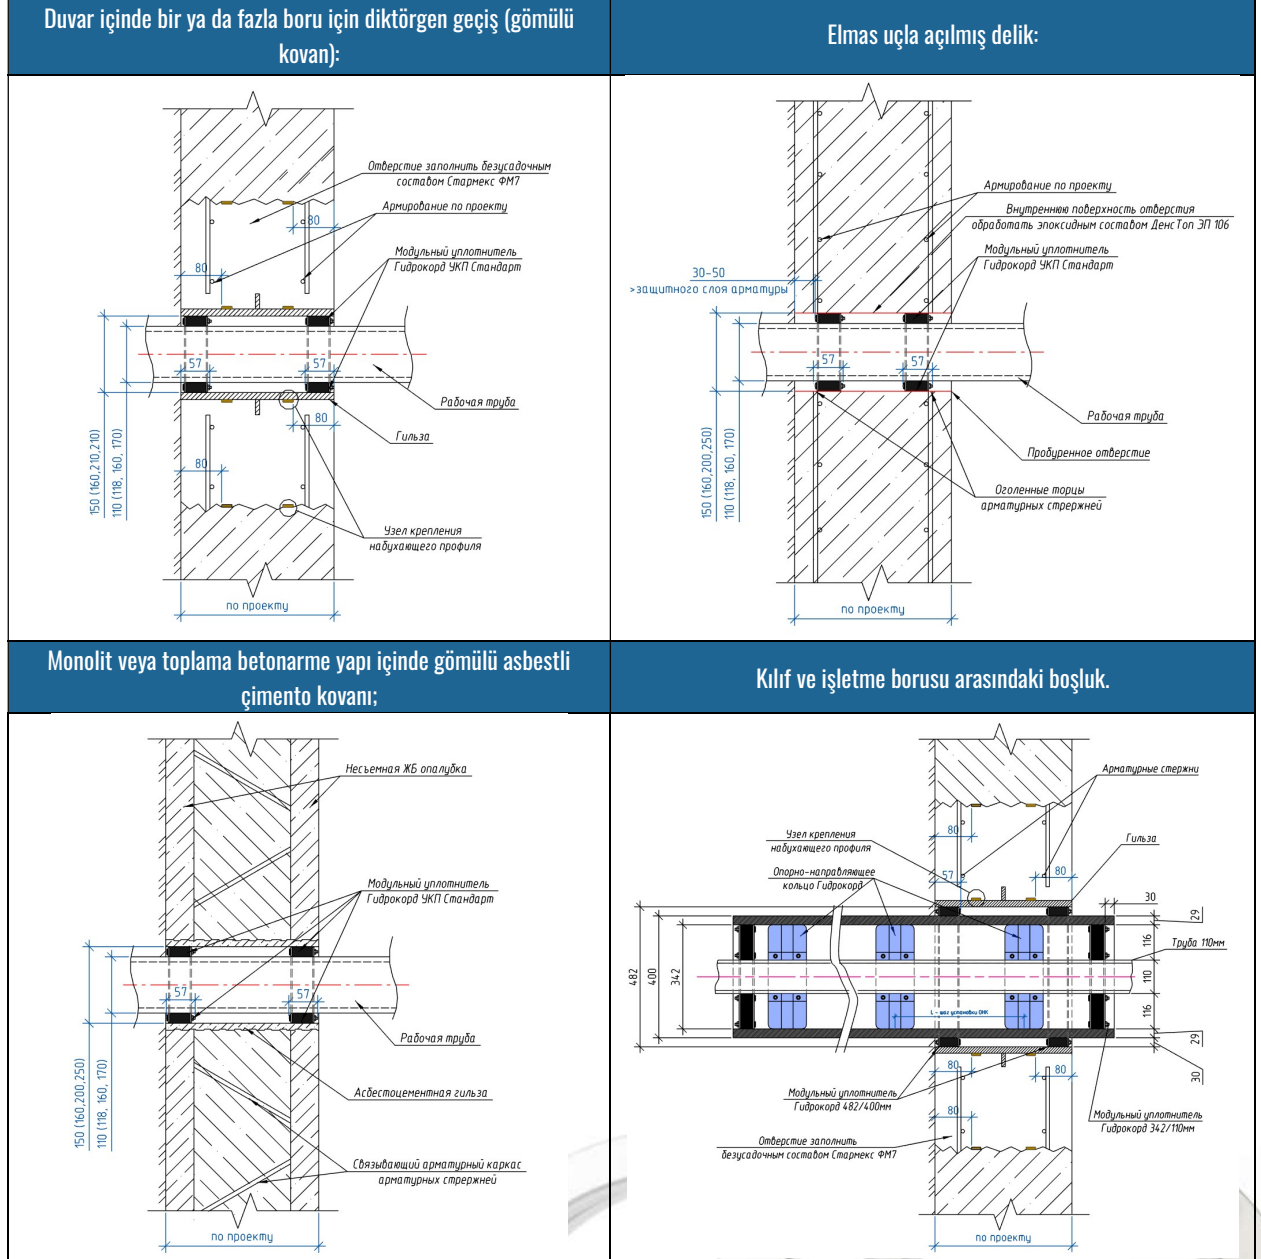 Duvar içinde bir ya da fazla boru için diktörgen geçiş (gömülü
kovan):
Отверстие заполнить безусадочным
составом Стармекс ФМ7
Армирование по проекту
Модульный уплотнитель
Гидрокорд УКП Стандарт
80
80
57
57
Рабочая труба
80
Гильза
80
Узел крепления
набухающего профиля
150 (160,210,210)
110 (118, 160, 170)
по проекту
Elmas uçla açılmış delik:
Армирование по проекту
Внутреннюю поверхность отверстия
обработать эпоксидным составом ДенсТоп ЭП 106
Модульный уплотнитель
Гидрокорд УКП Стандарт
30-50
>защитного слоя арматуры
57
57
Рабочая труба
Пробуренное отверстие
Оголенные торцы
арматурных стрержней
150 (160,200,250)
110 (118, 160, 170)
по проекту
Monolit veya toplama betonarme yapı içinde gömülü asbestli
çimento kovanı;
Несъемная ЖБ опалубка
Модульный уплотнитель
Гидрокорд УКП Стандарт
57
57
Рабочая труба
Асбестоцементная гильза
Связывающий арматурный каркас
арматурных стрержней
150 (160,200,250)
110 (118, 160, 170)
по проекту
Kılıf ve işletme borusu arasındaki boşluk.
Арматурные стержни
Узел крепления
набухающего профиля
80
Гильза
Опорно-направляющее
кольцо Гидрокорд
57
80
30
29
116
Труба 110мм
482
400
342
110
L - шаг установки ОНК
116
29
30
80
80
Модульный уплотнитель
Гидрокорд 482/400мм
80
Модульный уплотнитель
Гидрокорд 342/110мм
Отверстие заполнить
безусадочным составом Стармекс ФМ7
по проекту